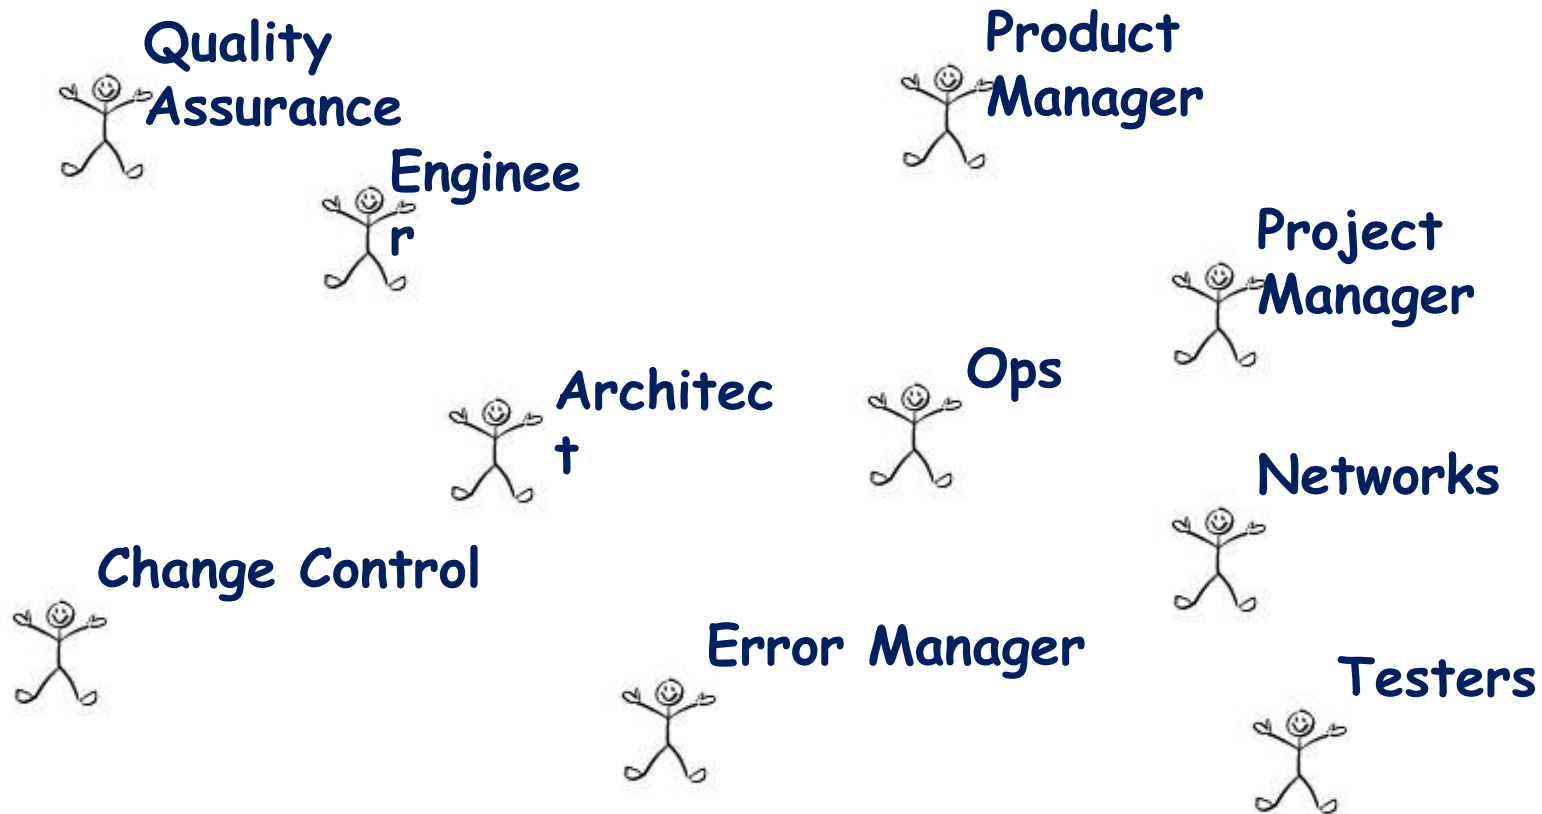 Quality
Assurance
Product
Manager
Enginee
r
Project
Manager
Architec
t
Ops
Networks
Change Control
Error Manager
Testers